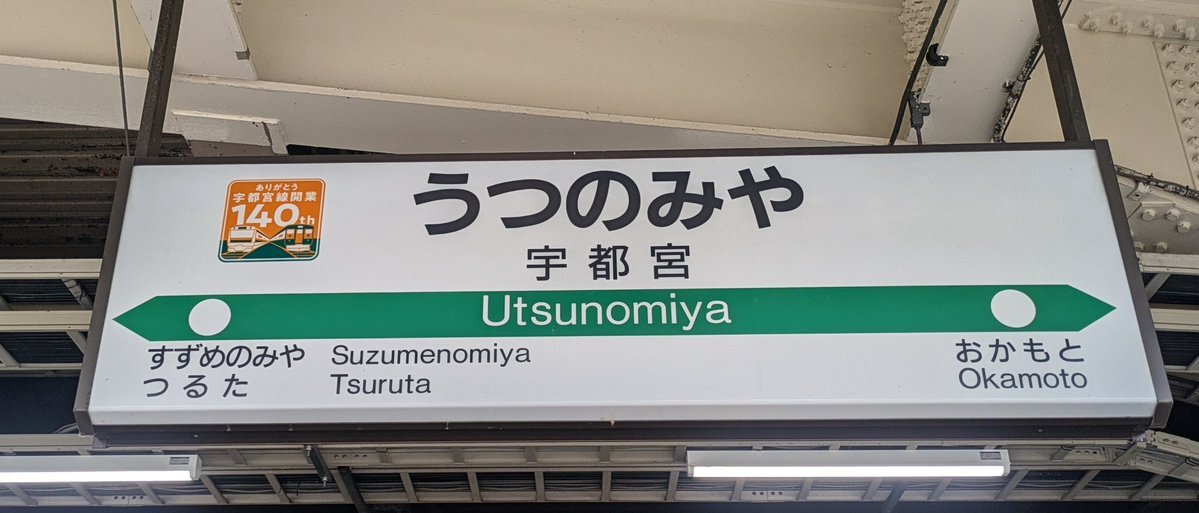 ありがとう
宇都宮線開業
140th
うつのみや
宇都宮
Utsunomiya
すずめのみや Suzumenomiya
つるた Tsuruta
おかもと
Okamoto